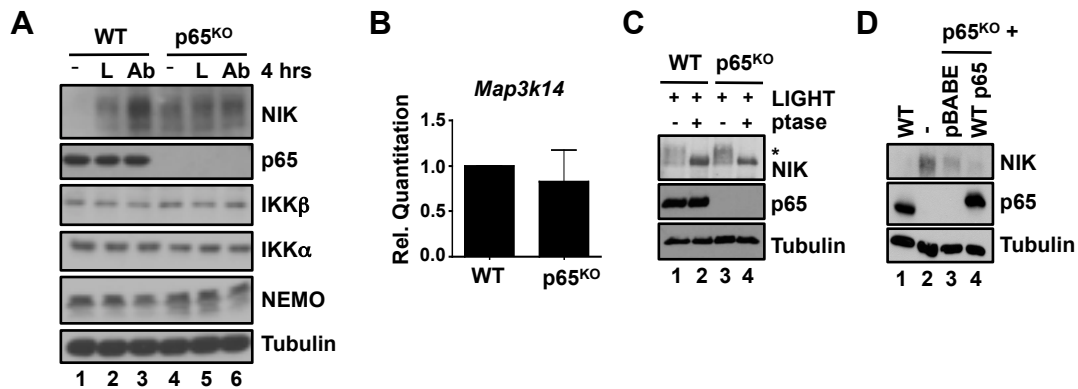 A
WT p65KO
- L Ab - L Ab 4 hrs
NIK
p65
IKKβ
IKKα
NEMO
Tubulin
1 2 3 4 5 6
B
Map3k14
Rel. Quantitation
1.5
1.0
0.5
0.0
WT p65KO
C
WT p65KO
+ + + + LIGHT
- + - + ptase
*
NIK
p65
Tubulin
1 2 3 4
D
p65KO +
WT - pBABE WT p65
NIK
p65
Tubulin
1 2 3 4